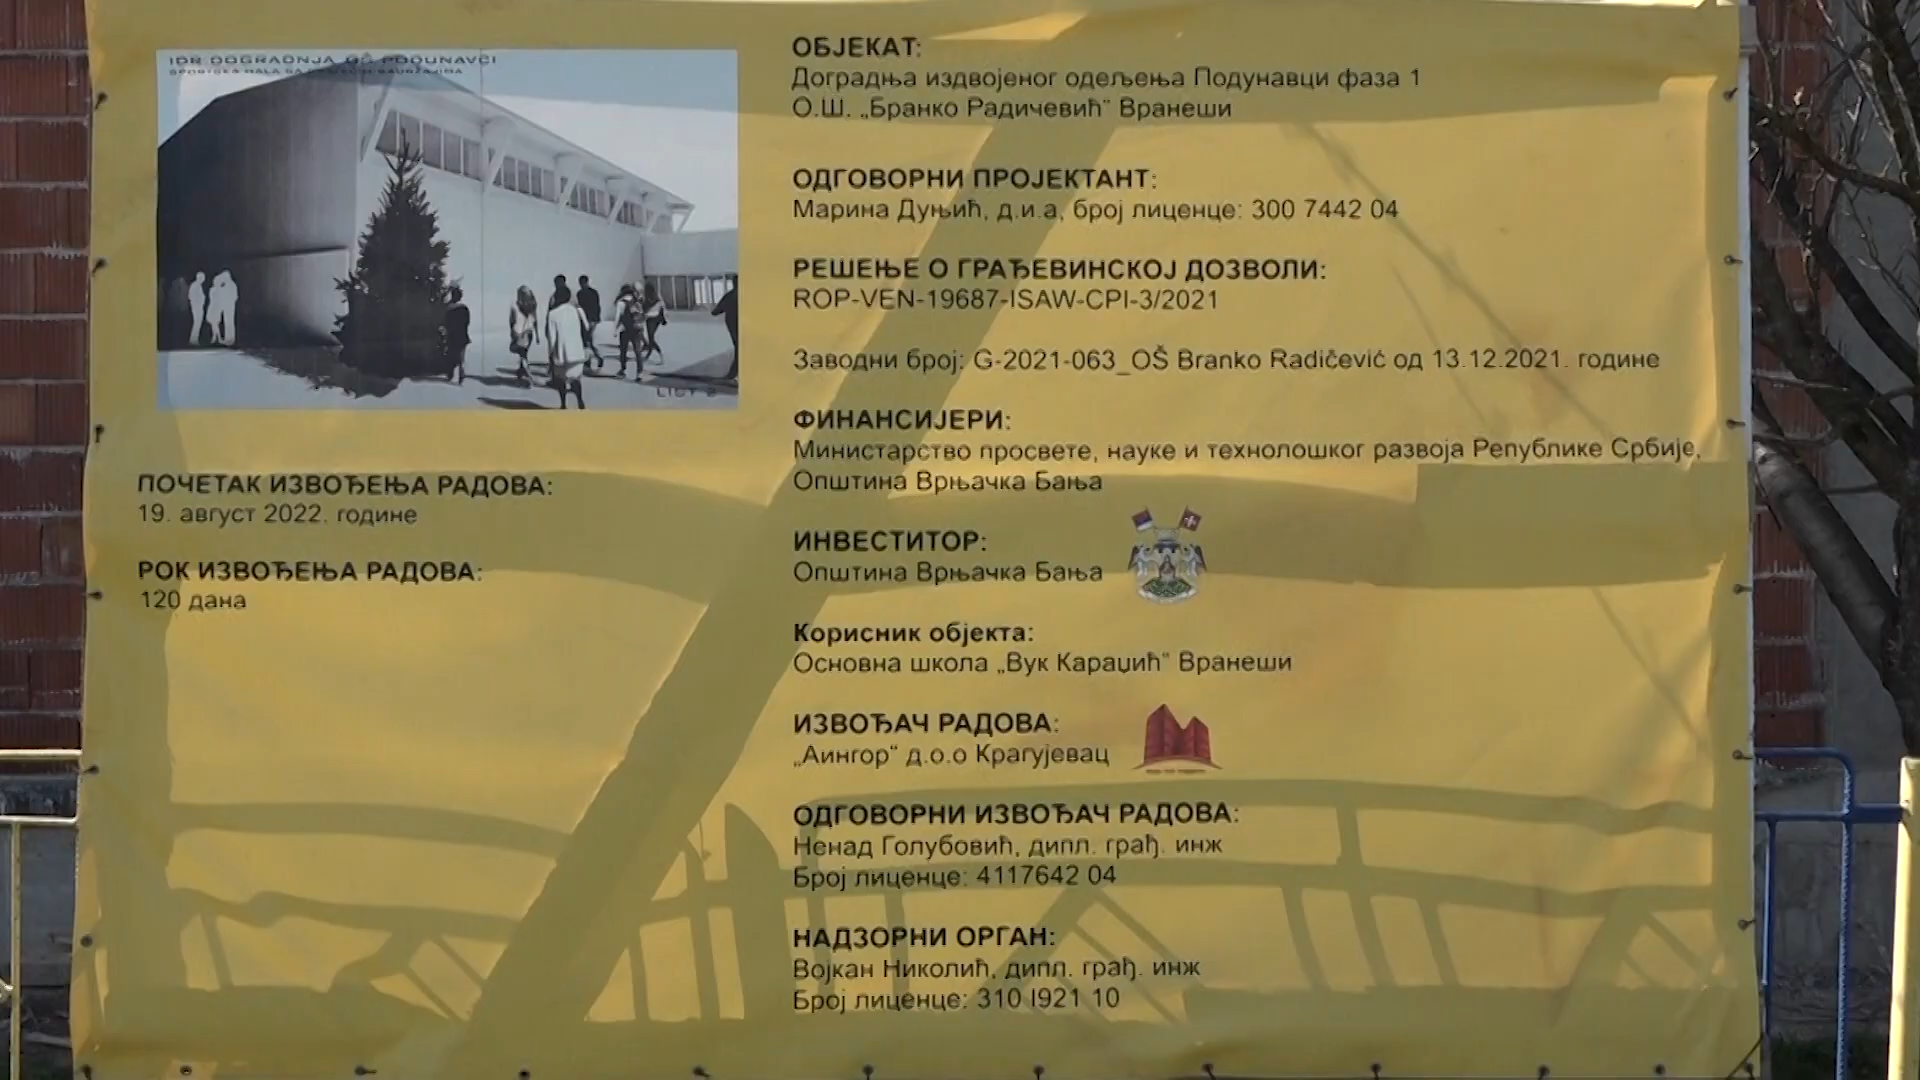 IDR DOGRADNJA OŠ PODUNAVCI
LIST 2
ПОЧЕТАК ИЗВОЂЕЊА РАДОВА:
19. август 2022. године
РОК ИЗВОЂЕЊА РАДОВА:
120 дана
ОБЈЕКАТ:
Доградња издвојеног одељења Подунавци фаза 1
О.Ш. „Бранко Радичевић“ Вранеши
ОДГОВОРНИ ПРОЈЕКТАНТ:
Марина Дуњић, д.и.а, број лиценце: 300 7442 04
РЕШЕЊЕ О ГРАЂЕВИНСКОЈ ДОЗВОЛИ:
ROP-VEN-19687-ISAW-CPI-3/2021
Заводни број: G-2021-063_OŠ Branko Radičević од 13.12.2021. године
ФИНАНСИЈЕРИ:
Министарство просвете, науке и технолошког развоја Републике Србије,
Општина Врњачка Бања
ИНВЕСТИТОР:
Општина Врњачка Бања
Корисник објекта:
Основна школа „Вук Караџић“ Вранеши
ИЗВОЂАЧ РАДОВА:
„Аингор“ д.о.о Крагујевац
ОДГОВОРНИ ИЗВОЂАЧ РАДОВА:
Ненад Голубовић, дипл. грађ. инж
Број лиценце: 4117642 04
НАДЗОРНИ ОРГАН:
Војкан Николић, дипл. грађ. инж
Број лиценце: 310 I921 10